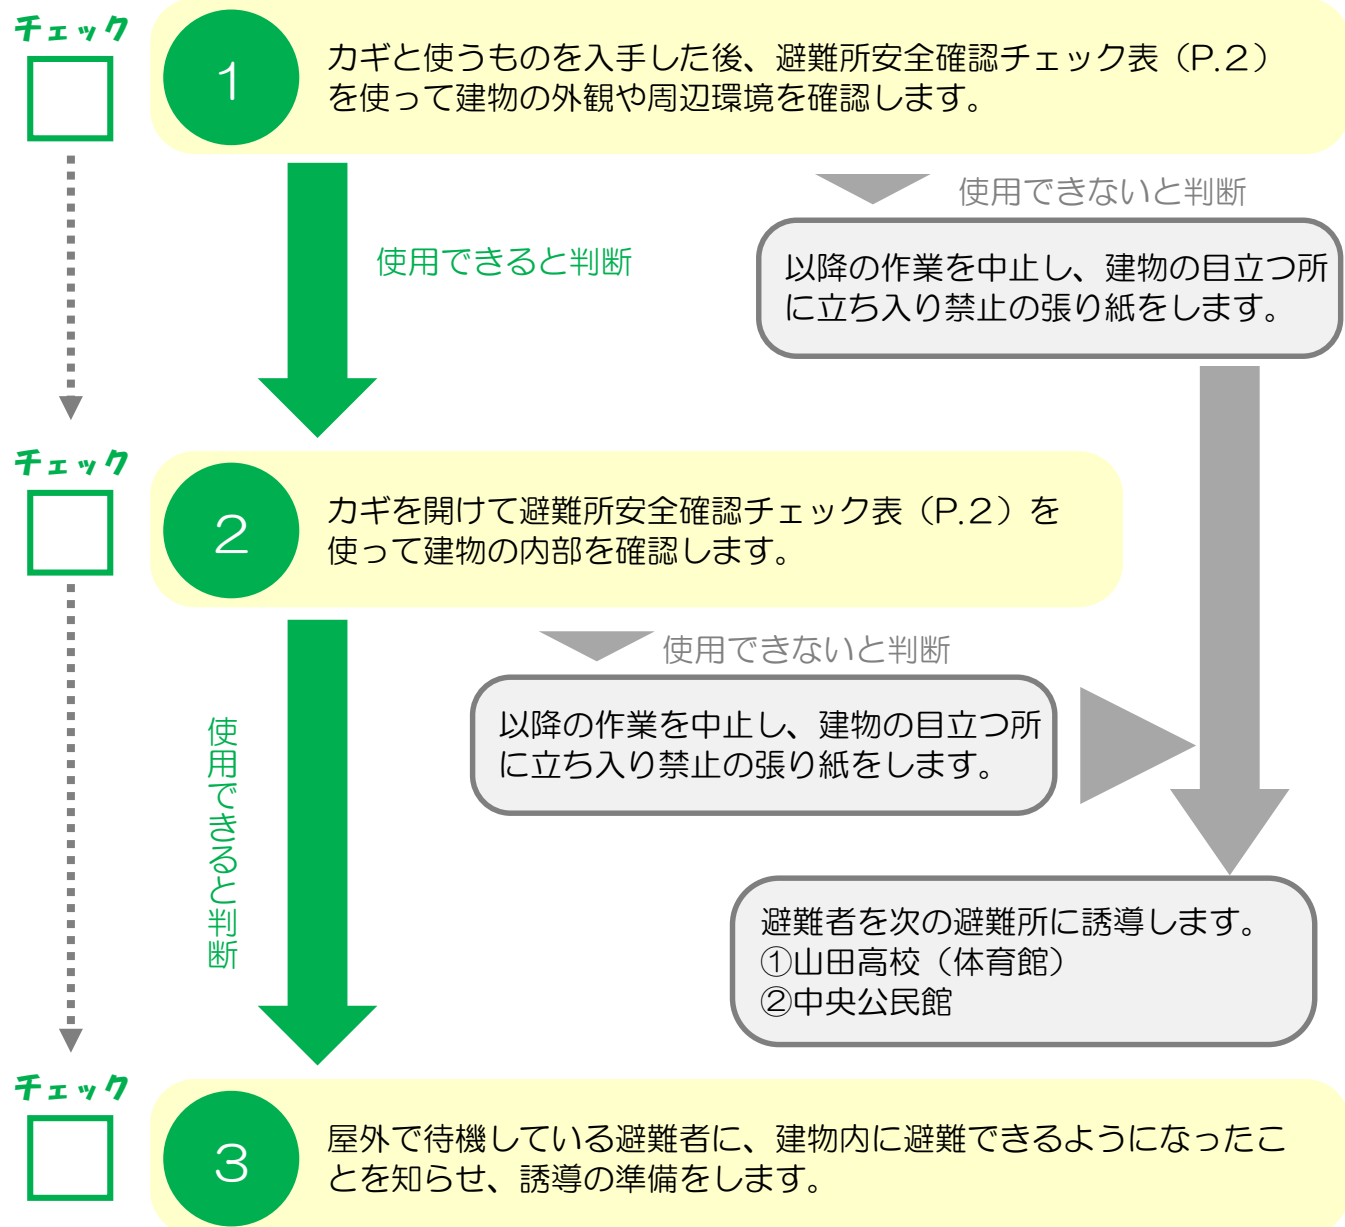 チェック
1
カギと使うものを入手した後、避難所安全確認チェック表（P.2）
を使って建物の外観や周辺環境を確認します。
使用できないと判断
使用できると判断
以降の作業を中止し、建物の目立つ所
に立ち入り禁止の張り紙をします。
チェック
2
カギを開けて避難所安全確認チェック表（P.2）を
使って建物の内部を確認します。
使用できないと判断
使用できると判断
以降の作業を中止し、建物の目立つ所
に立ち入り禁止の張り紙をします。
避難者を次の避難所に誘導します。
①山田高校（体育館）
②中央公民館
チェック
3
屋外で待機している避難者に、建物内に避難できるようになったこ
とを知らせ、誘導の準備をします。